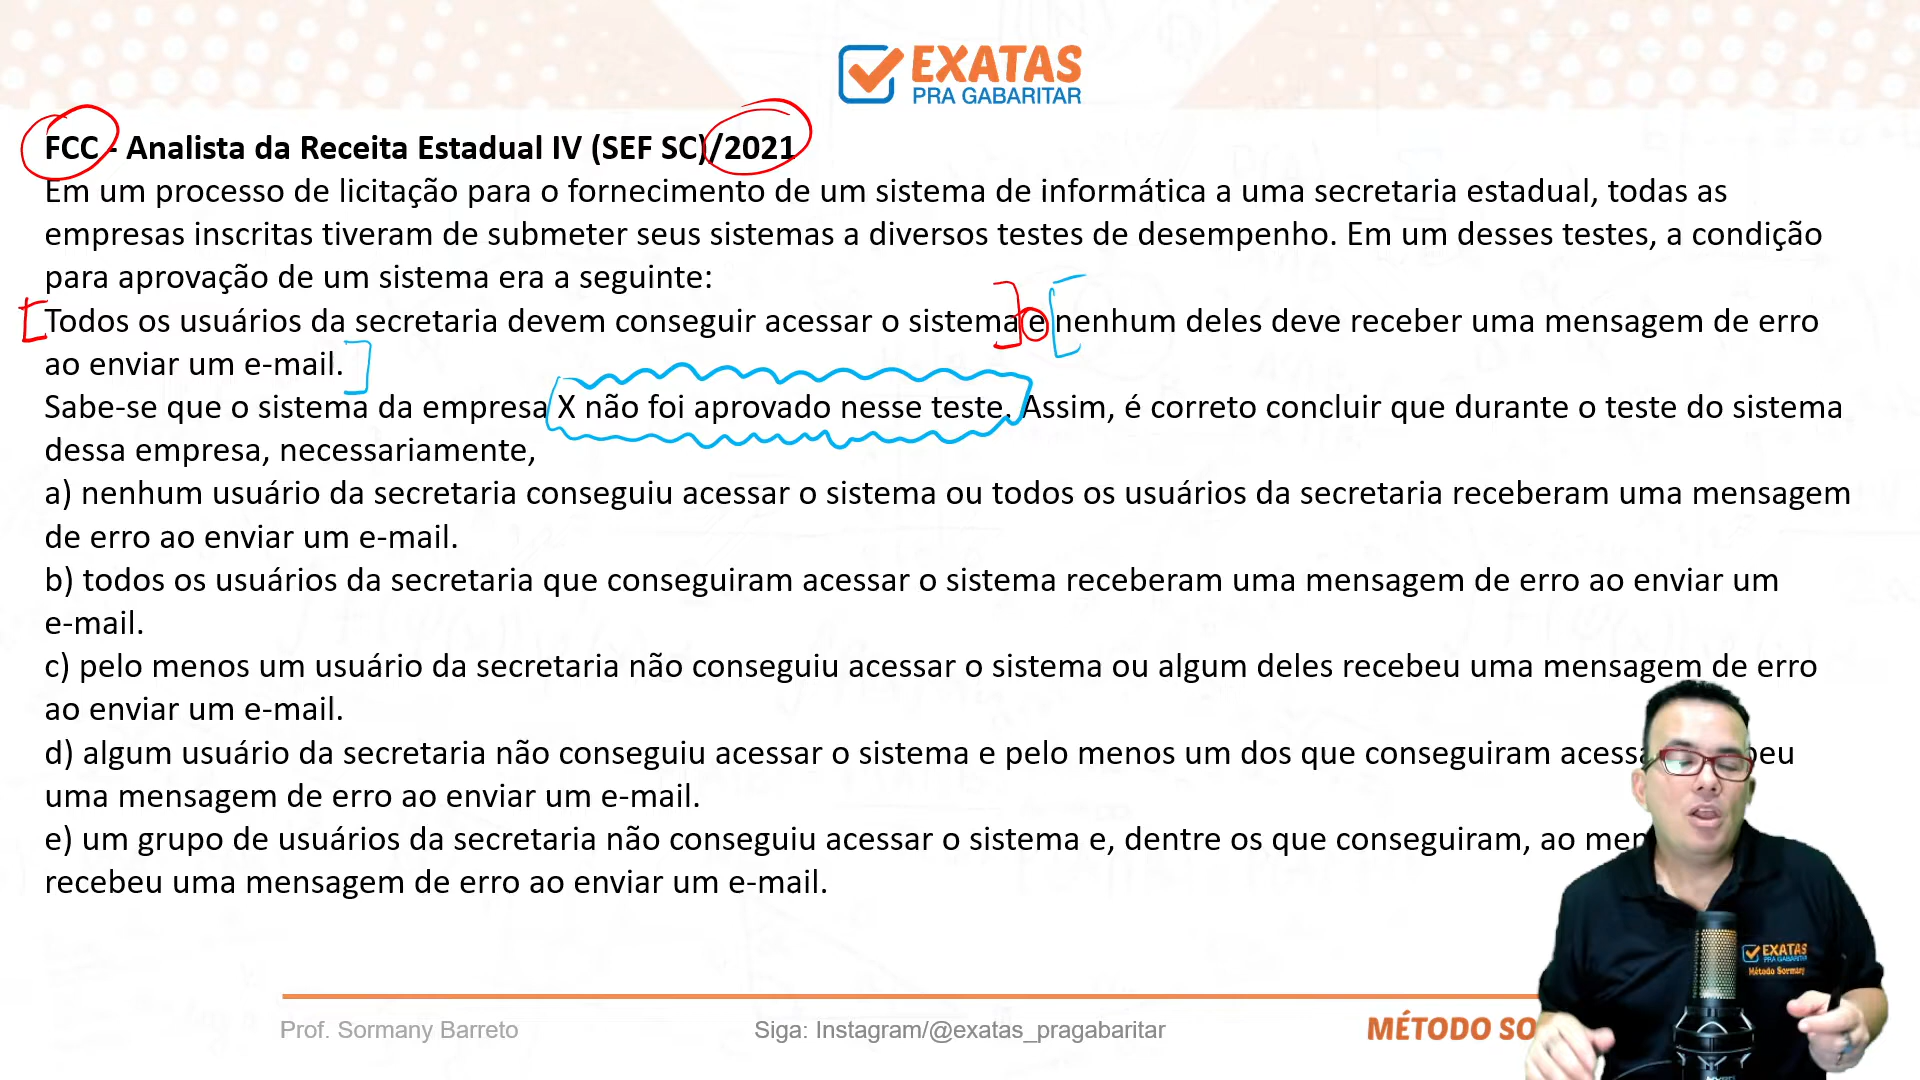 EXATAS
PRA GABARITAR
FCC - Analista da Receita Estadual IV (SEF SC)/2021
Em um processo de licitação para o fornecimento de um sistema de informática a uma secretaria estadual, todas as
empresas inscritas tiveram de submeter seus sistemas a diversos testes de desempenho. Em um desses testes, a condição
para aprovação de um sistema era a seguinte:
Todos os usuários da secretaria devem conseguir acessar o sistema e nenhum deles deve receber uma mensagem de erro
ao enviar um e-mail.
Sabe-se que o sistema da empresa X não foi aprovado nesse teste. Assim, é correto concluir que durante o teste do sistema
dessa empresa, necessariamente,
a) nenhum usuário da secretaria conseguiu acessar o sistema ou todos os usuários da secretaria receberam uma mensagem
de erro ao enviar um e-mail.
b) todos os usuários da secretaria que conseguiram acessar o sistema receberam uma mensagem de erro ao enviar um
e-mail.
c) pelo menos um usuário da secretaria não conseguiu acessar o sistema ou algum deles recebeu uma mensagem de erro
ao enviar um e-mail.
d) algum usuário da secretaria não conseguiu acessar o sistema e pelo menos um dos que conseguiram
uma mensagem de erro ao enviar um e-mail.
e) um grupo de usuários da secretaria não conseguiu acessar o sistema e, dentre os que conseguiram, ao
recebeu uma mensagem de erro ao enviar um e-mail.
EXATAS
PRA GABARITAR
Método Sormany
Prof. Sormany Barreto
Siga: Instagram/@exatas_pragabaritar
MÉTODO